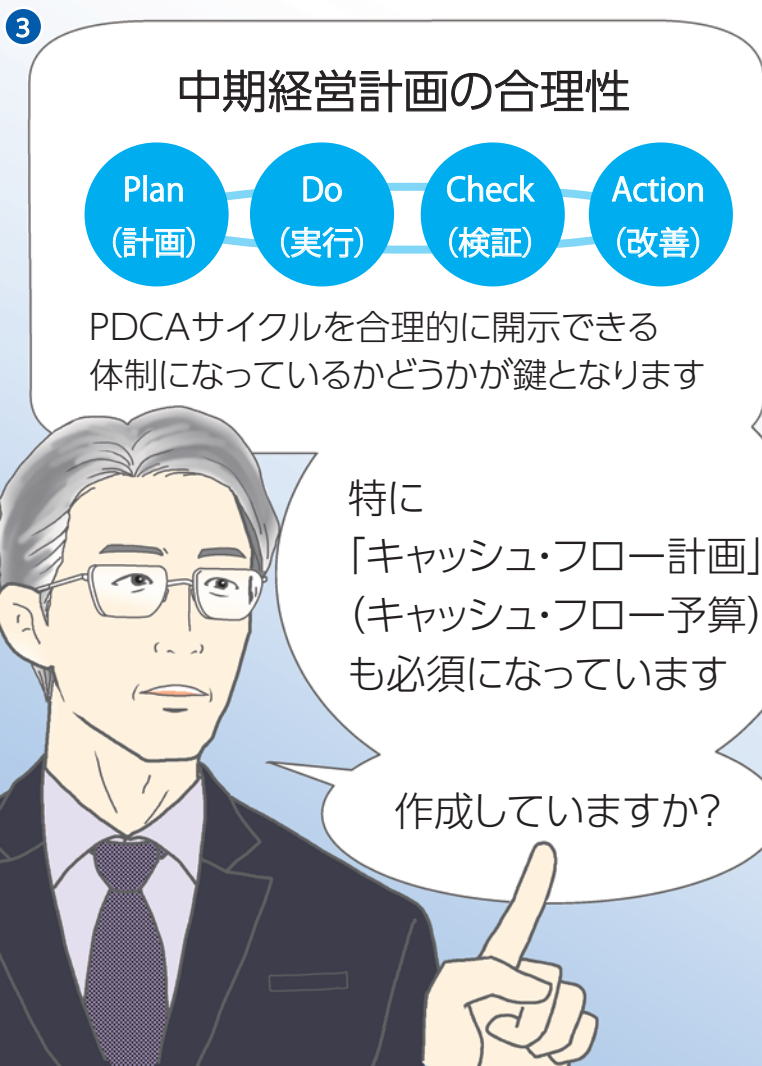 3
中期経営計画の合理性
Plan
（計画）
Do
（実行）
Check
（検証）
Action
（改善）
PDCAサイクルを合理的に開示できる
体制になっているかどうかが鍵となります
特に
「キャッシュ・フロー計画」
（キャッシュ・フロー予算）
も必須になっています
作成していますか?